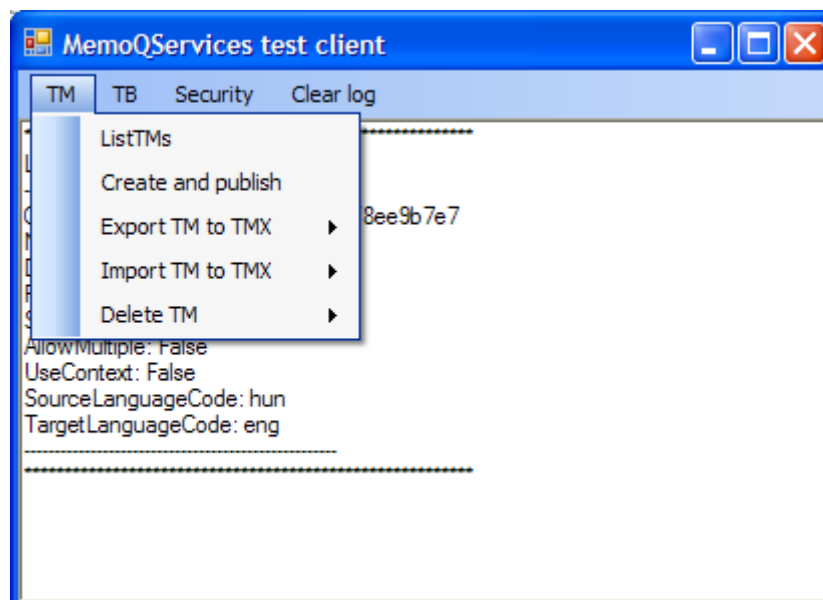 MemoQServices test client
TM TB Security Clear log
ListTMs
Create and publish
8ee9b7e7
Export TM to TMX
Import TM to TMX
Delete TM
AllowMultiple: False
UseContext: False
SourceLanguageCode: hun
TargetLanguageCode: eng